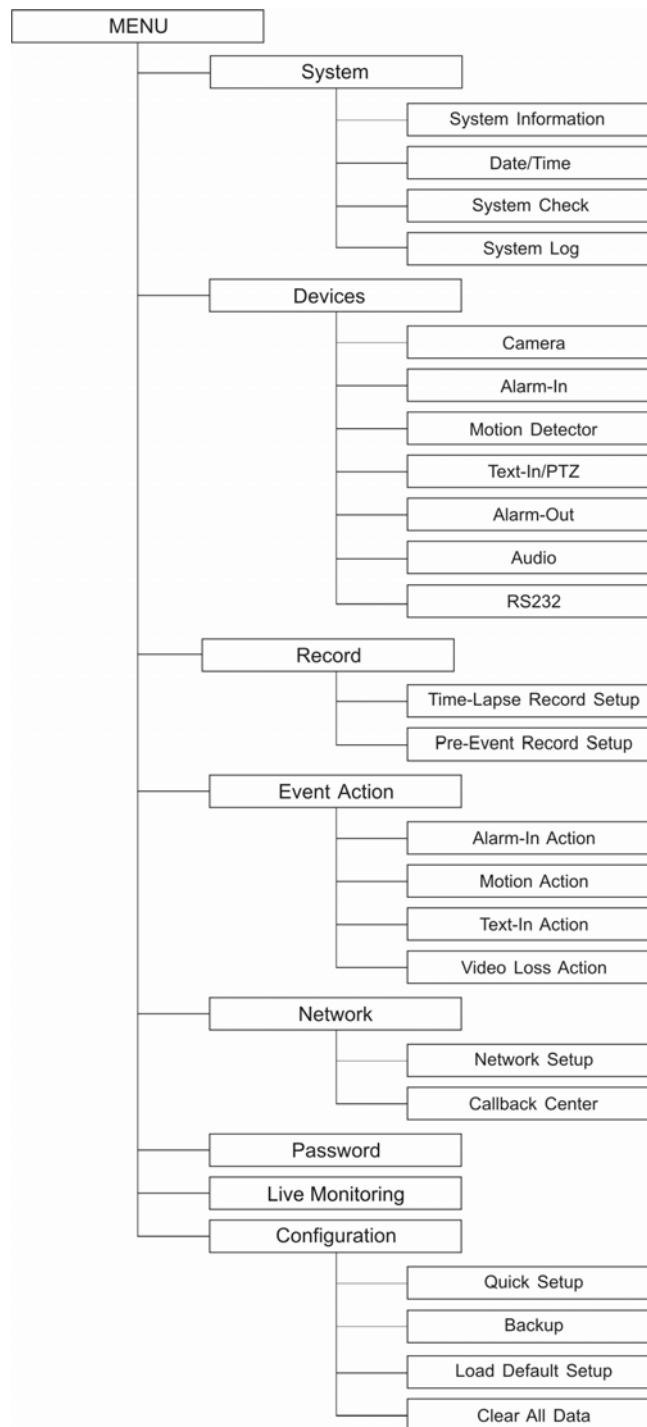 MENU
System
System Information
Date/Time
System Check
System Log
Devices
Camera
Alarm-In
Motion Detector
Text-In/PTZ
Alarm-Out
Audio
RS232
Record
Time-Lapse Record Setup
Pre-Event Record Setup
Event Action
Alarm-In Action
Motion Action
Text-In Action
Video Loss Action
Network
Network Setup
Callback Center
Password
Live Monitoring
Configuration
Quick Setup
Backup
Load Default Setup
Clear All Data